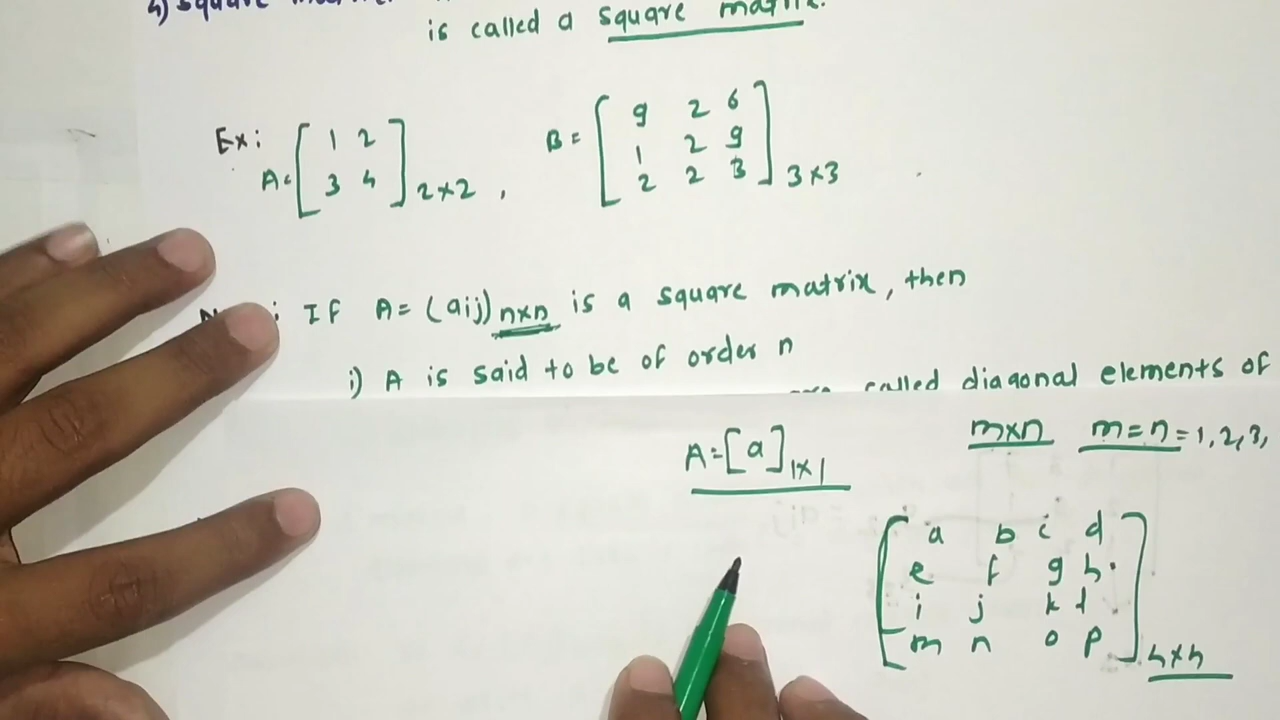 4) Square
is called a square matrix.
Ex: A= [ 1 2
3 4 ] 2×2 ,
B = [ 9 2 6
1 2 9
2 2 3 ] 3×3
: If A = (aij) n×n is a square matrix, then
i) A is said to be of order n
called diagonal elements of
A=[a] 1×1
m×n m=n=1,2,3,
[ a b c d
e f g h
i j k l
m n o p ] 4×4